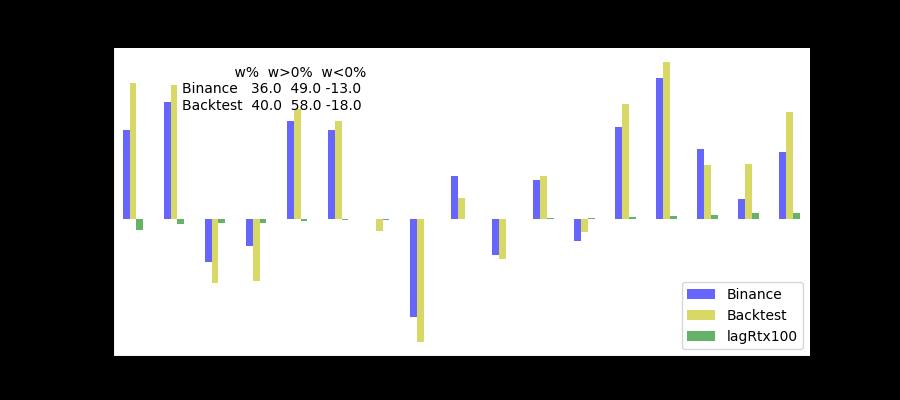 w% w>0% w<0%
Binance 36.0 49.0 -13.0
Backtest 40.0 58.0 -18.0
Binance
Backtest
lagRtx100